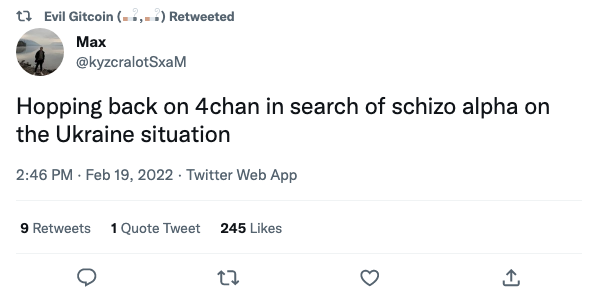 Evil Gitcoin ( , ) Retweeted
Max
@kyzcralotSxaM
Hopping back on 4chan in search of schizo alpha on
the Ukraine situation
2:46 PM · Feb 19, 2022 · Twitter Web App
9 Retweets 1 Quote Tweet 245 Likes